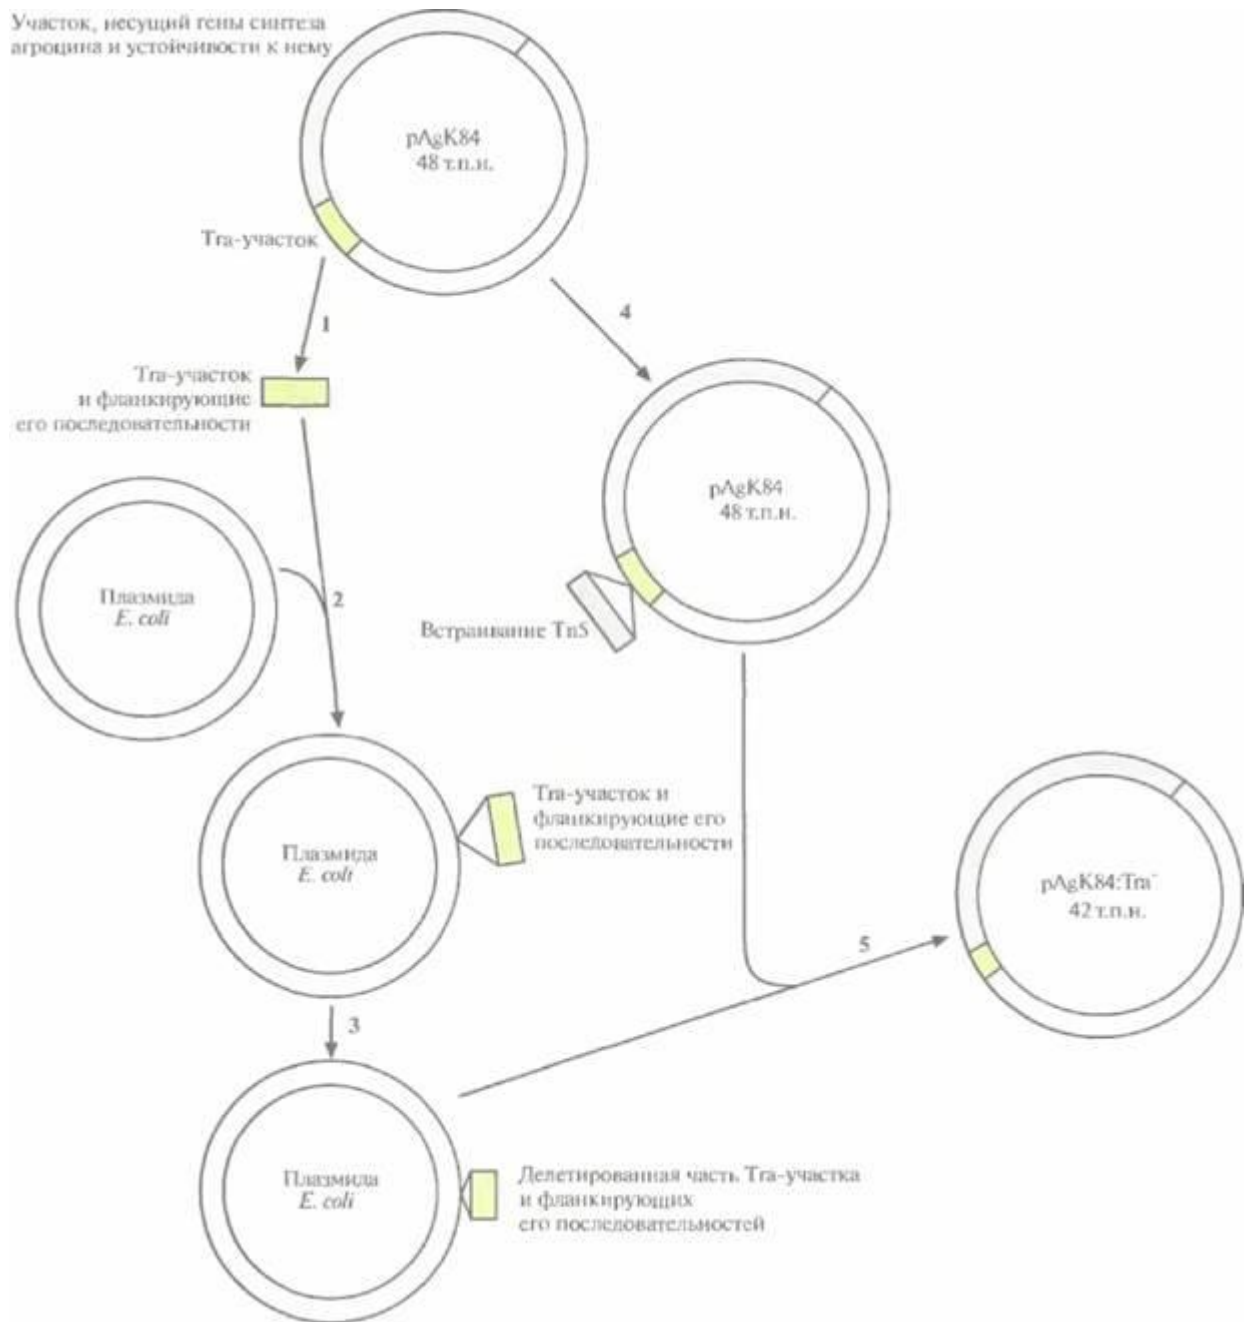 Участок, несущий гены синтеза
агроцина и устойчивости к нему
pAgK84
48 т.п.н.
Tra-участок
1
4
Tra-участок
и фланкирующие
его последовательности
pAgK84
48 т.п.н.
Плазмида
E. coli
2
Встраивание Tn5
Tra-участок и
фланкирующие его
последовательности
Плазмида
E. coli
pAgK84:Tra⁻
42 т.п.н.
5
3
Плазмида
E. coli
Делетированная часть Tra-участка
и фланкирующих
его последовательностей